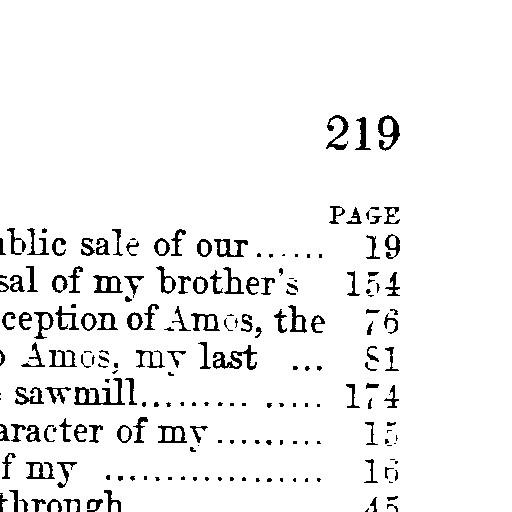 219
PAGE
ublic sale of our...... 19
sal of my brother's 154
ception of Amos, the 76
o Amos, my last ... 81
sawmill......... ..... 174
aracter of my......... 15
f my .................. 16
through 45